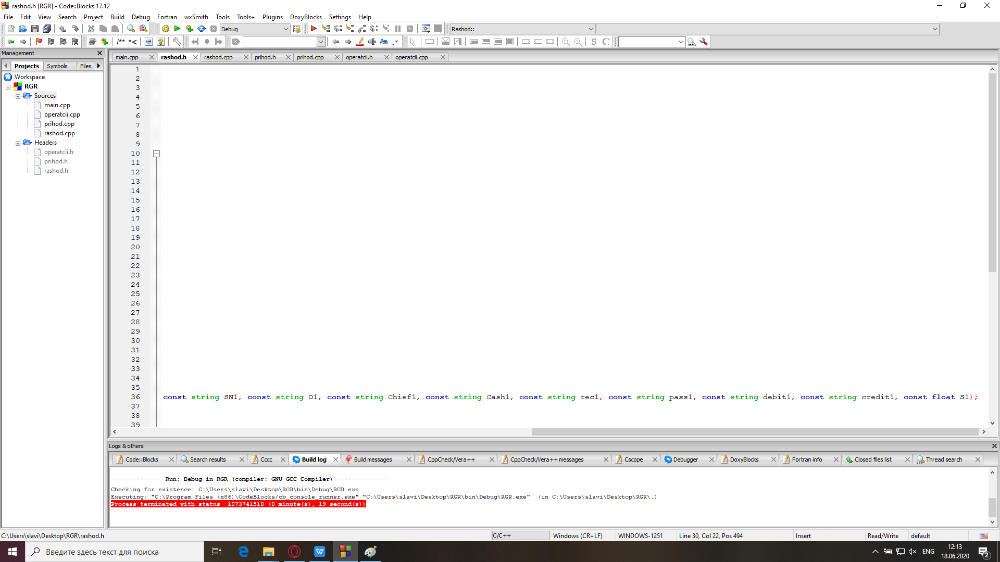 rashod.h [RGR] - Code::Blocks 17.12
File Edit View Search Project Build Debug Fortran wxSmith Tools Tools+ Plugins DoxyBlocks Settings Help
Debug Rashod::
/** *<
Management
Projects Symbols Files
Workspace
RGR
Sources
main.cpp
operatcii.cpp
prihod.cpp
rashod.cpp
Headers
operatcii.h
prihod.h
rashod.h
main.cpp rashod.h rashod.cpp prihod.h prihod.cpp operatcii.h operatcii.cpp
1
2
3
4
5
6
7
8
9
10
11
12
13
14
15
16
17
18
19
20
21
22
23
24
25
26
27
28
29
30
31
32
33
34
35
36 const string SN1, const string O1, const string Chief1, const string Cash1, const string rec1, const string pass1, const string debit1, const string credit1, const float S1);
37
38
39
Logs & others
Code::Blocks Search results Cccc Build log Build messages CppCheck/Vera++ CppCheck/Vera++ messages Cscope Debugger DoxyBlocks Fortran info Closed files list Thread search
-------------- Run: Debug in RGR (compiler: GNU GCC Compiler)---------------
Checking for existence: C:\Users\slavi\Desktop\RGR\bin\Debug\RGR.exe
Executing: "C:\Program Files (x86)\CodeBlocks/cb_console_runner.exe" "C:\Users\slavi\Desktop\RGR\bin\Debug\RGR.exe"  (in C:\Users\slavi\Desktop\RGR\.)
Process terminated with status -1073741510 (0 minute(s), 19 second(s))
C:\Users\slavi\Desktop\RGR\rashod.h C/C++ Windows (CR+LF) WINDOWS-1251 Line 30, Col 22, Pos 494 Insert Read/Write default
Введите здесь текст для поиска
ENG
12:13
18.06.2020
2